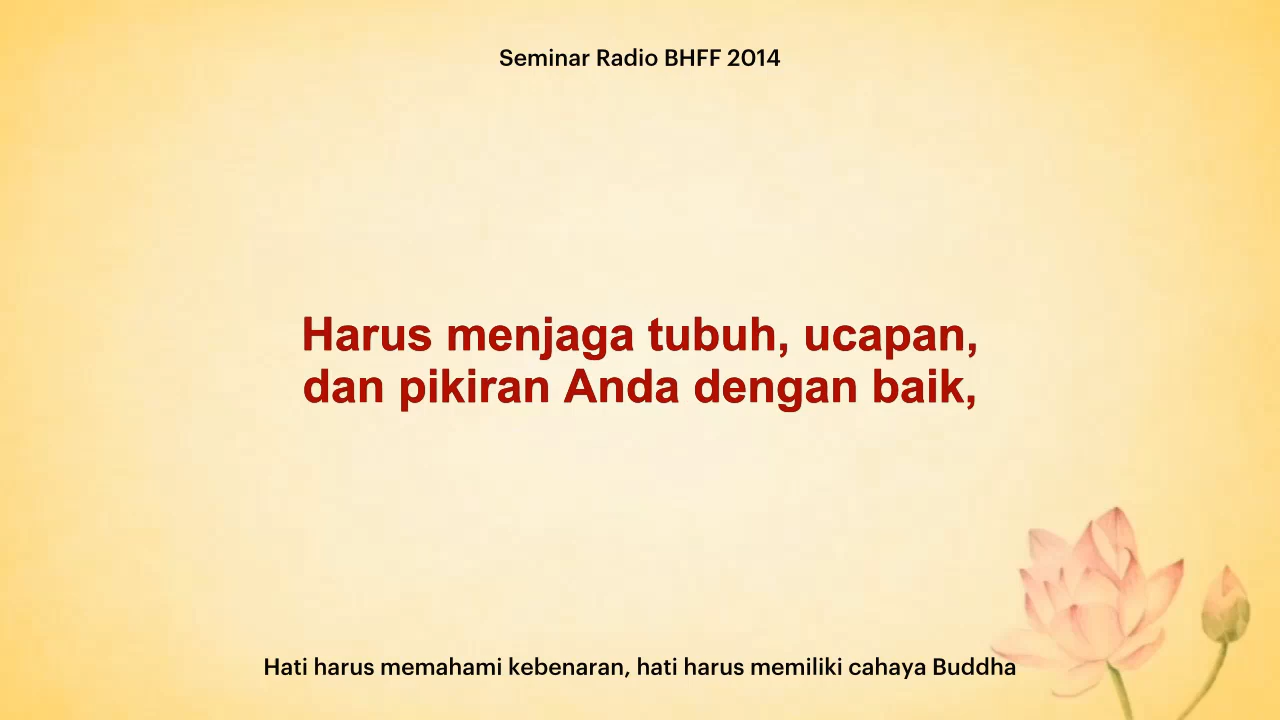 Seminar Radio BHFF 2014
Harus menjaga tubuh, ucapan,
dan pikiran Anda dengan baik,
Hati harus memahami kebenaran, hati harus memiliki cahaya Buddha